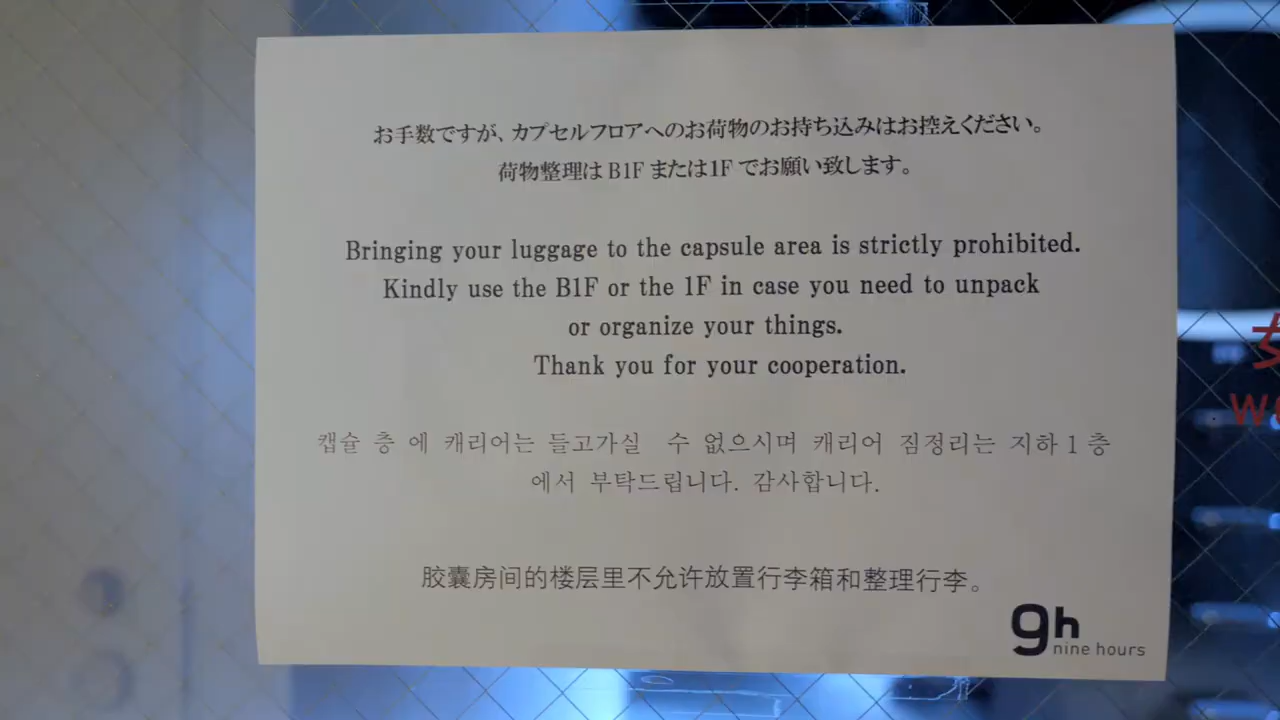 お手数ですが、カプセルフロアへのお荷物のお持ち込みはお控えください。
荷物整理は B1F または1F でお願い致します。
Bringing your luggage to the capsule area is strictly prohibited.
Kindly use the B1F or the 1F in case you need to unpack
or organize your things.
Thank you for your cooperation.
캡슐 층 에 캐리어는 들고가실 수 없으시며 캐리어 짐정리는 지하 1 층
에서 부탁드립니다. 감사합니다.
胶囊房间的楼层里不允许放置行李箱和整理行李。
9h
nine hours